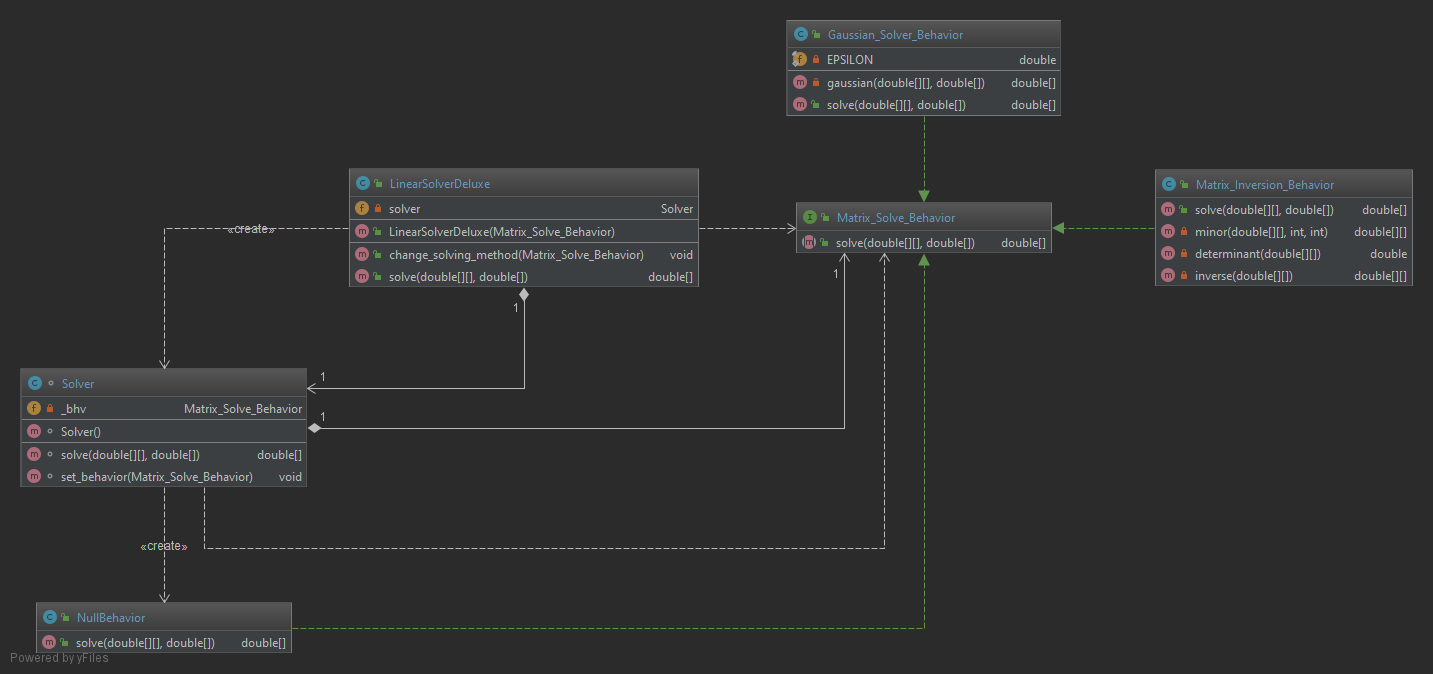 Gaussian_Solver_Behavior
EPSILON double
gaussian(double[][], double[]) double[]
solve(double[][], double[]) double[]
LinearSolverDeluxe
solver Solver
LinearSolverDeluxe(Matrix_Solve_Behavior)
change_solving_method(Matrix_Solve_Behavior) void
solve(double[][], double[]) double[]
Matrix_Solve_Behavior
solve(double[][], double[]) double[]
Matrix_Inversion_Behavior
solve(double[][], double[]) double[]
minor(double[][], int, int) double[][]
determinant(double[][]) double
inverse(double[][]) double[][]
«create»
1
1
1
1
Solver
_bhv Matrix_Solve_Behavior
Solver()
solve(double[][], double[]) double[]
set_behavior(Matrix_Solve_Behavior) void
«create»
NullBehavior
solve(double[][], double[]) double[]
Powered by yFiles